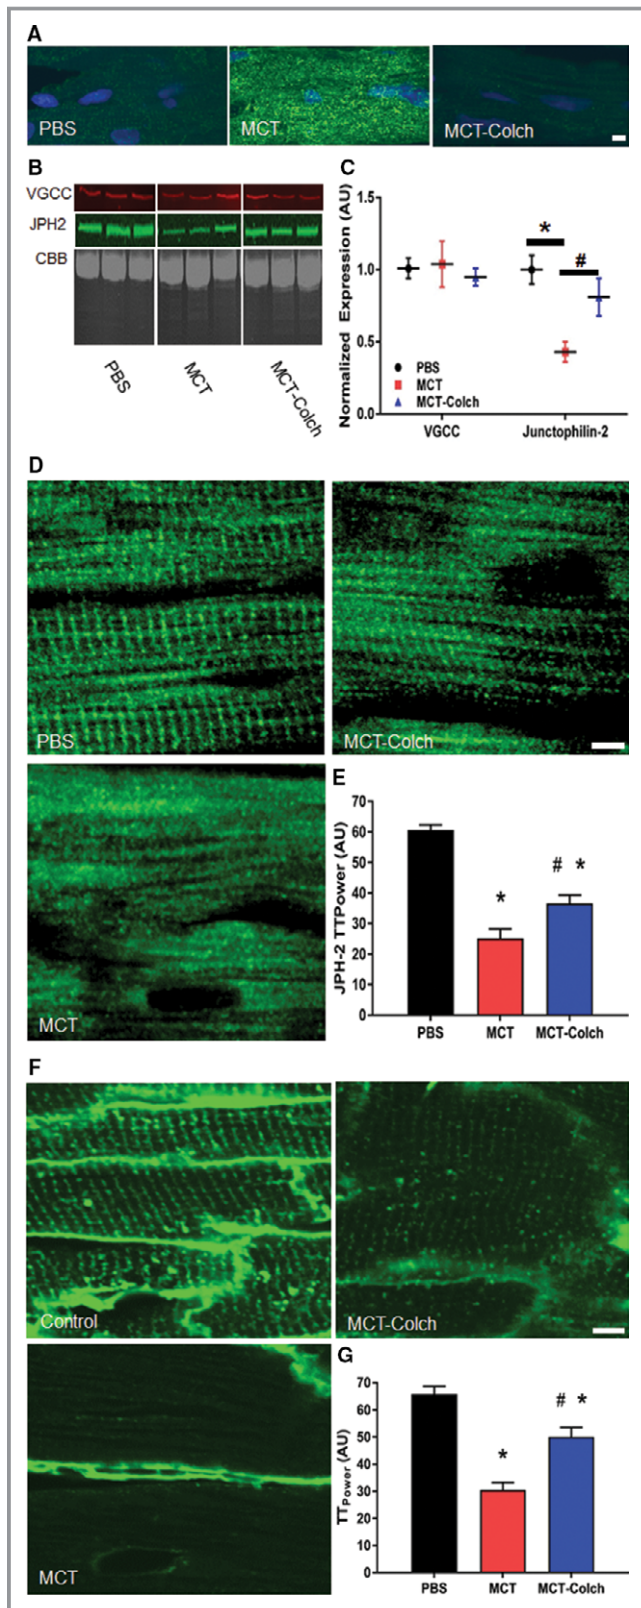 A
PBS
MCT
MCT-Colch
B
VGCC
JPH2
CBB
PBS
MCT
MCT-Colch
C
Normalized Expression (AU)
1.5
1.0
0.5
0.0
*
#
PBS
MCT
MCT-Colch
VGCC
Junctophilin-2
D
PBS
MCT-Colch
MCT
E
JPH-2 TTPower (AU)
70
60
50
40
30
20
10
0
*
# *
PBS
MCT
MCT-Colch
F
Control
MCT-Colch
MCT
G
TTPower (AU)
70
60
50
40
30
20
10
0
*
# *
PBS
MCT
MCT-Colch